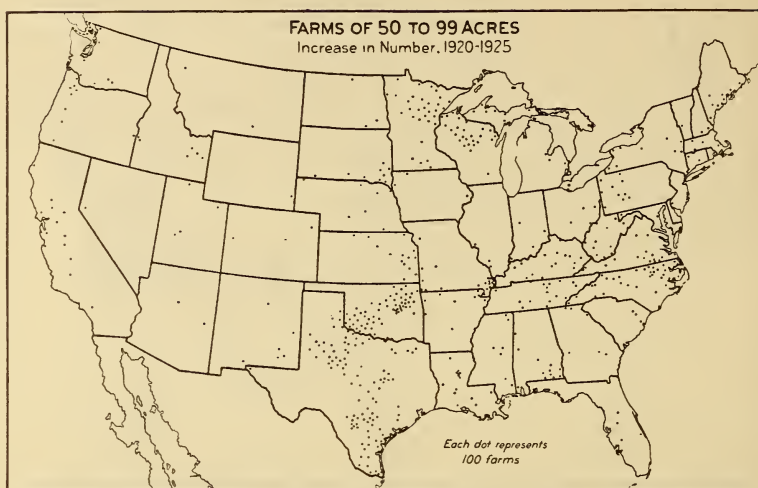 FARMS OF 50 TO 99 ACRES
Increase in Number, 1920-1925
Each dot represents
100 farms